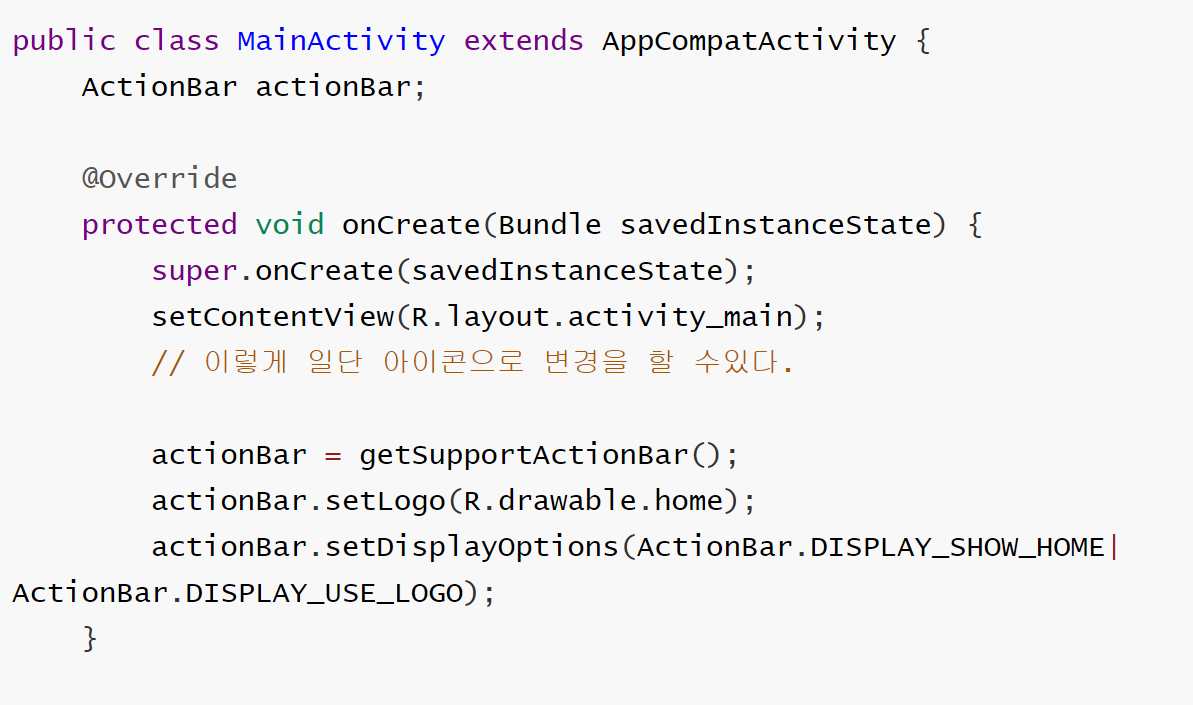 public class MainActivity extends AppCompatActivity {
    ActionBar actionBar;

    @Override
    protected void onCreate(Bundle savedInstanceState) {
        super.onCreate(savedInstanceState);
        setContentView(R.layout.activity_main);
        // 이렇게 일단 아이콘으로 변경을 할 수있다.

        actionBar = getSupportActionBar();
        actionBar.setLogo(R.drawable.home);
        actionBar.setDisplayOptions(ActionBar.DISPLAY_SHOW_HOME|
ActionBar.DISPLAY_USE_LOGO);
    }